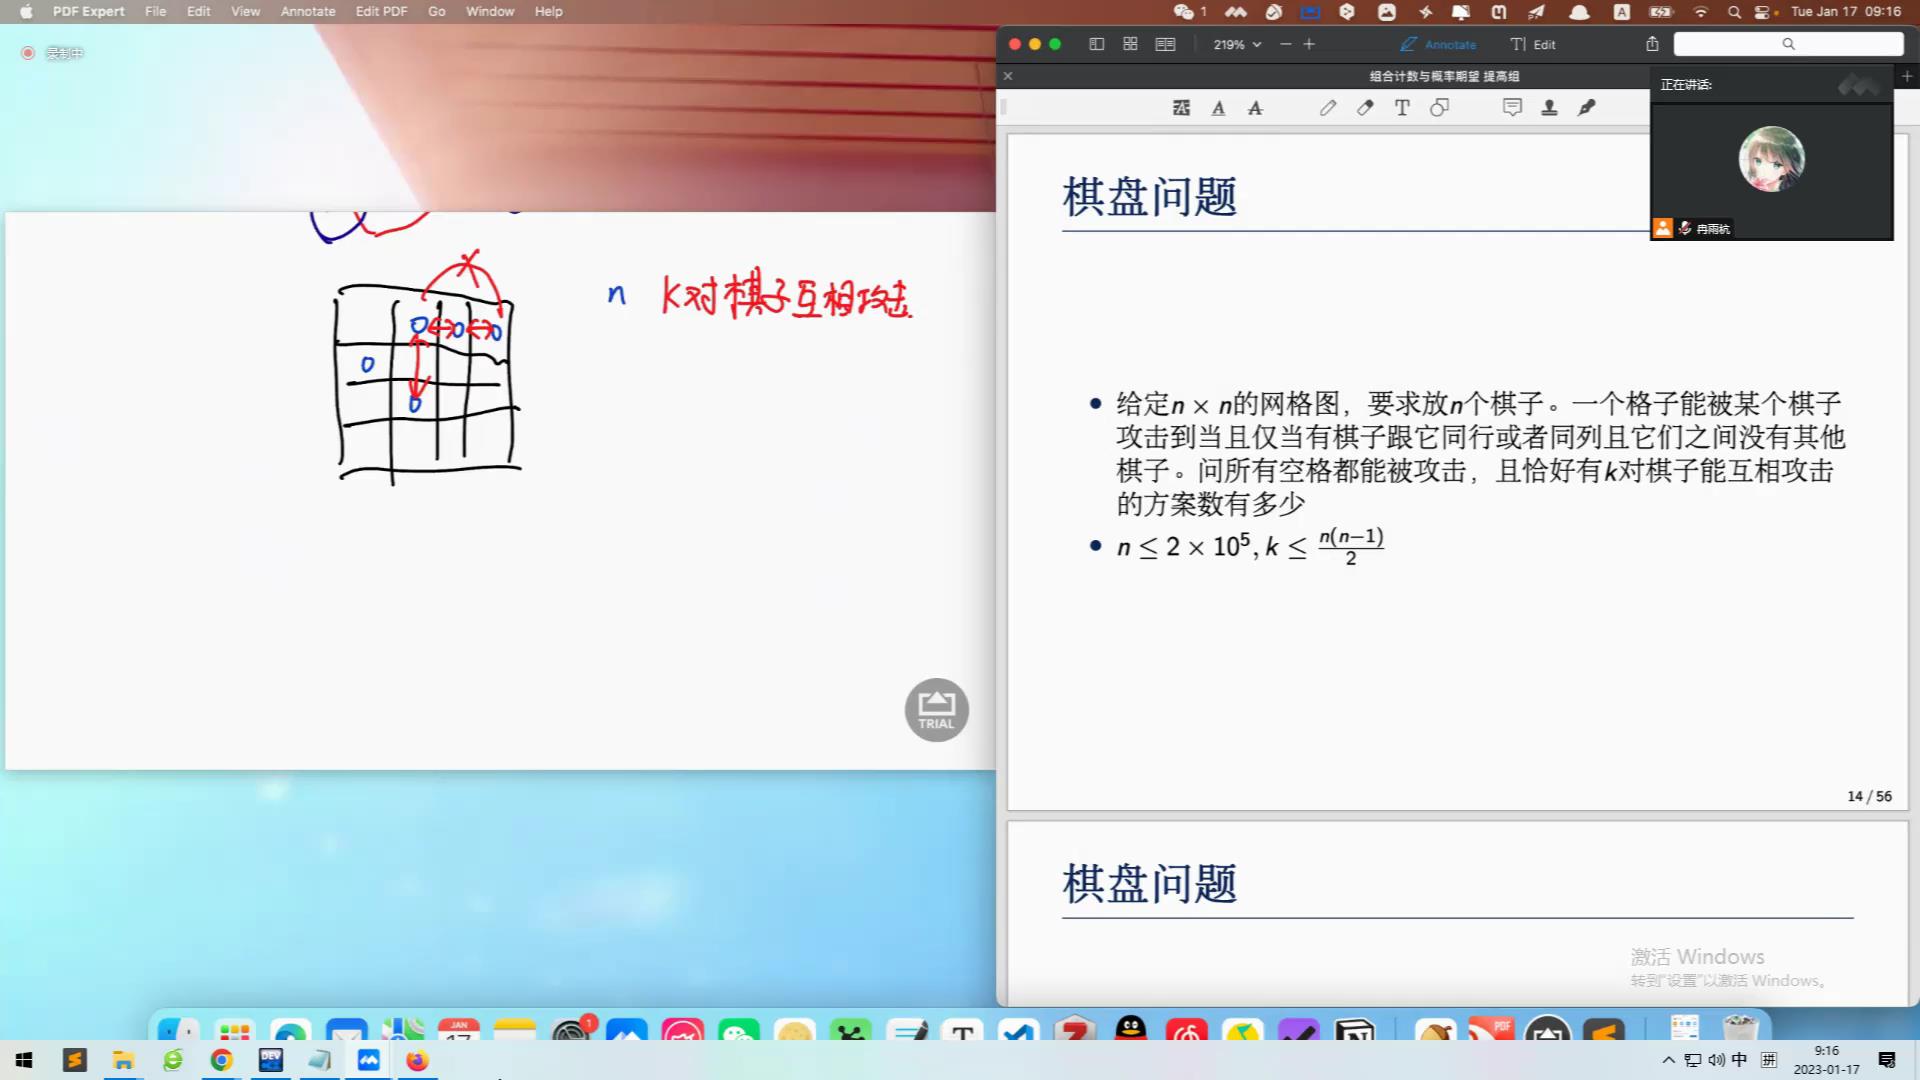 PDF Expert File Edit View Annotate Edit PDF Go Window Help
1 A Tue Jan 17 09:16
录制中
219% Annotate Edit
组合计数与概率期望 提高组
正在讲话:
冉雨杭
棋盘问题
n K对棋子互相攻击
给定n × n的网格图，要求放n个棋子。一个格子能被某个棋子
攻击到当且仅当有棋子跟它同行或者同列且它们之间没有其他
棋子。问所有空格都能被攻击，且恰好有k对棋子能互相攻击
的方案数有多少
n ≤ 2 × 10⁵, k ≤ n(n−1)/2
TRIAL
14 / 56
棋盘问题
激活 Windows
转到"设置"以激活 Windows。
JAN
17
1
PDF
DEV
中 拼
9:16
2023-01-17